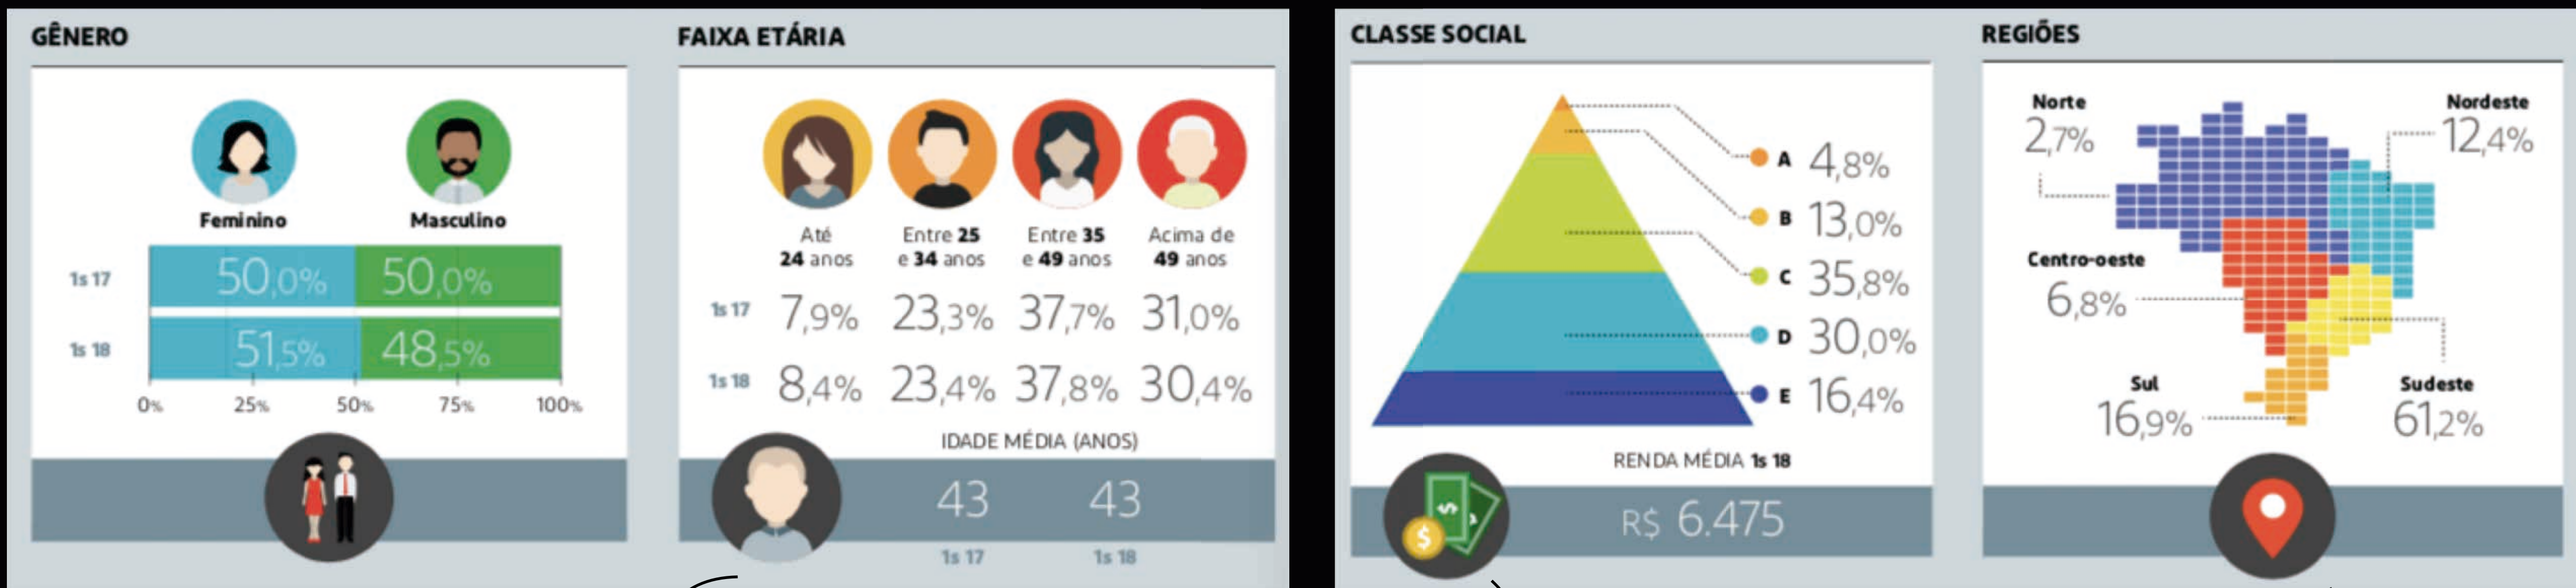 GÊNERO
Feminino
Masculino
1s 17
50,0%
50,0%
1s 18
51,5%
48,5%
0%
25%
50%
75%
100%
FAIXA ETÁRIA
Até
24 anos
Entre 25
e 34 anos
Entre 35
e 49 anos
Acima de
49 anos
1s 17
7,9%
23,3%
37,7%
31,0%
1s 18
8,4%
23,4%
37,8%
30,4%
IDADE MÉDIA (ANOS)
43
43
1s 17
1s 18
CLASSE SOCIAL
A 4,8%
B 13,0%
C 35,8%
D 30,0%
E 16,4%
RENDA MÉDIA 1s 18
$
$
R$ 6.475
REGIÕES
Norte
2,7%
Nordeste
12,4%
Centro-oeste
6,8%
Sul
16,9%
Sudeste
61,2%